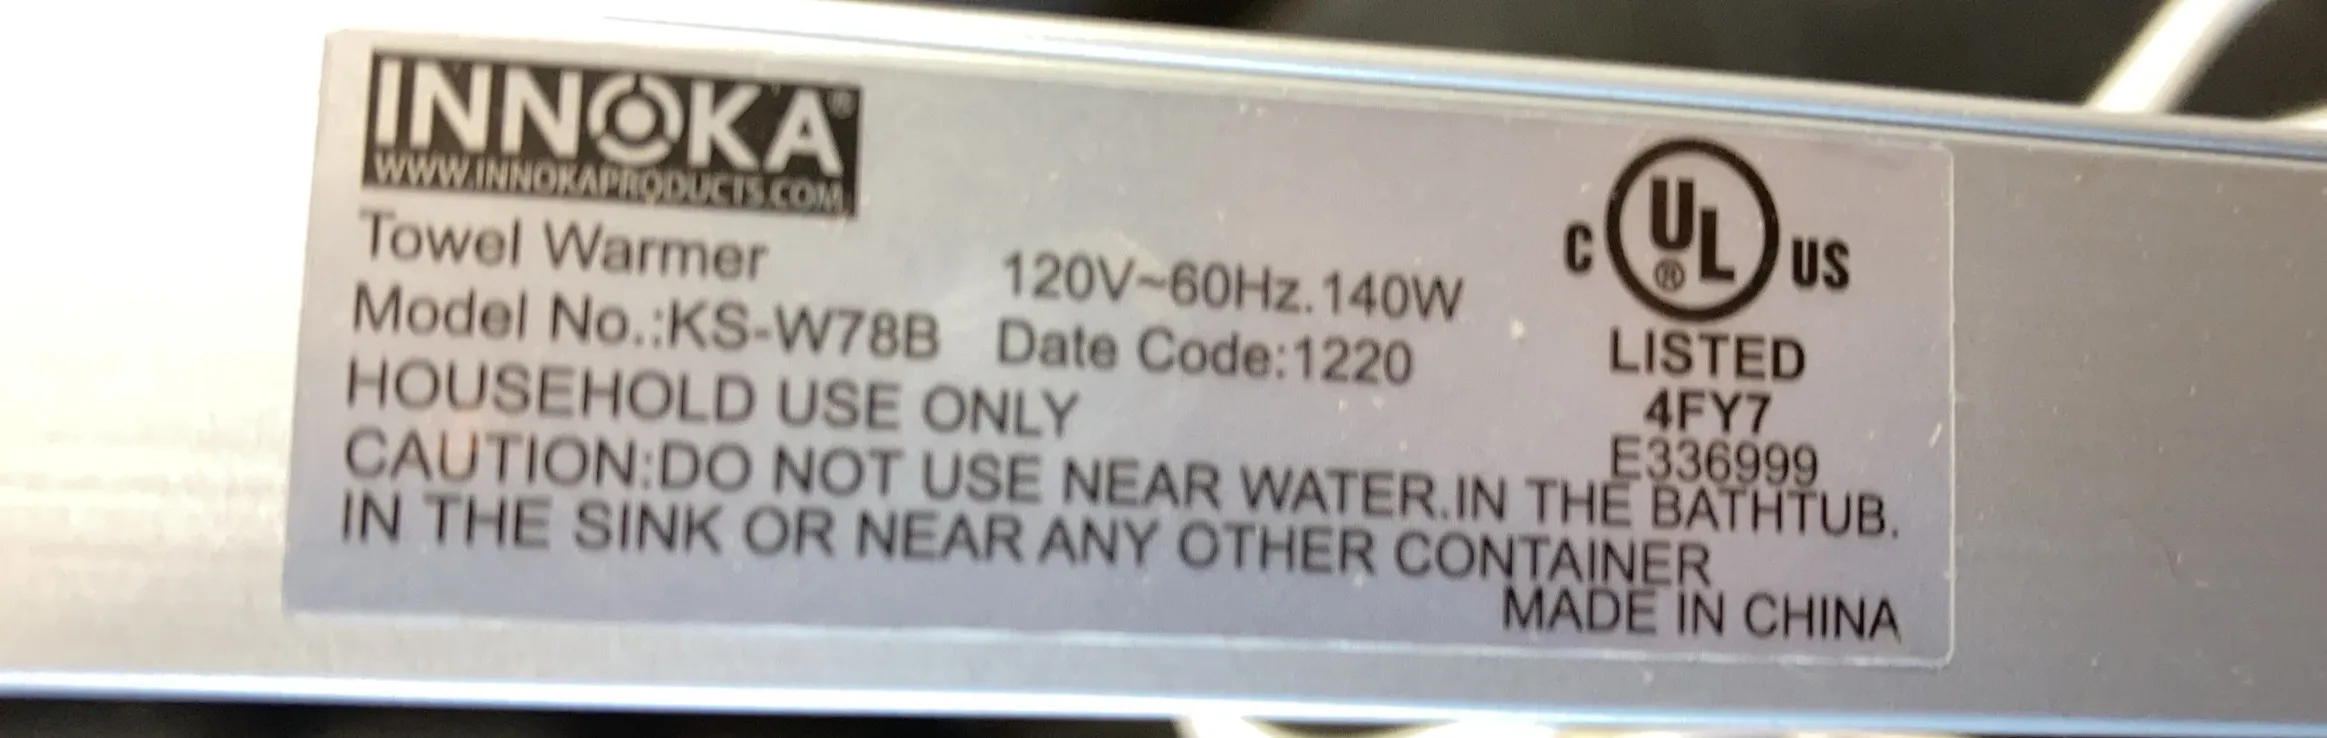 INNOKA®
WWW.INNOKAPRODUCTS.COM
Towel Warmer
Model No.:KS-W78B
120V~60Hz.140W
Date Code:1220
HOUSEHOLD USE ONLY
C UL® US
LISTED
4FY7
E336999
CAUTION:DO NOT USE NEAR WATER.IN THE BATHTUB.
IN THE SINK OR NEAR ANY OTHER CONTAINER
MADE IN CHINA